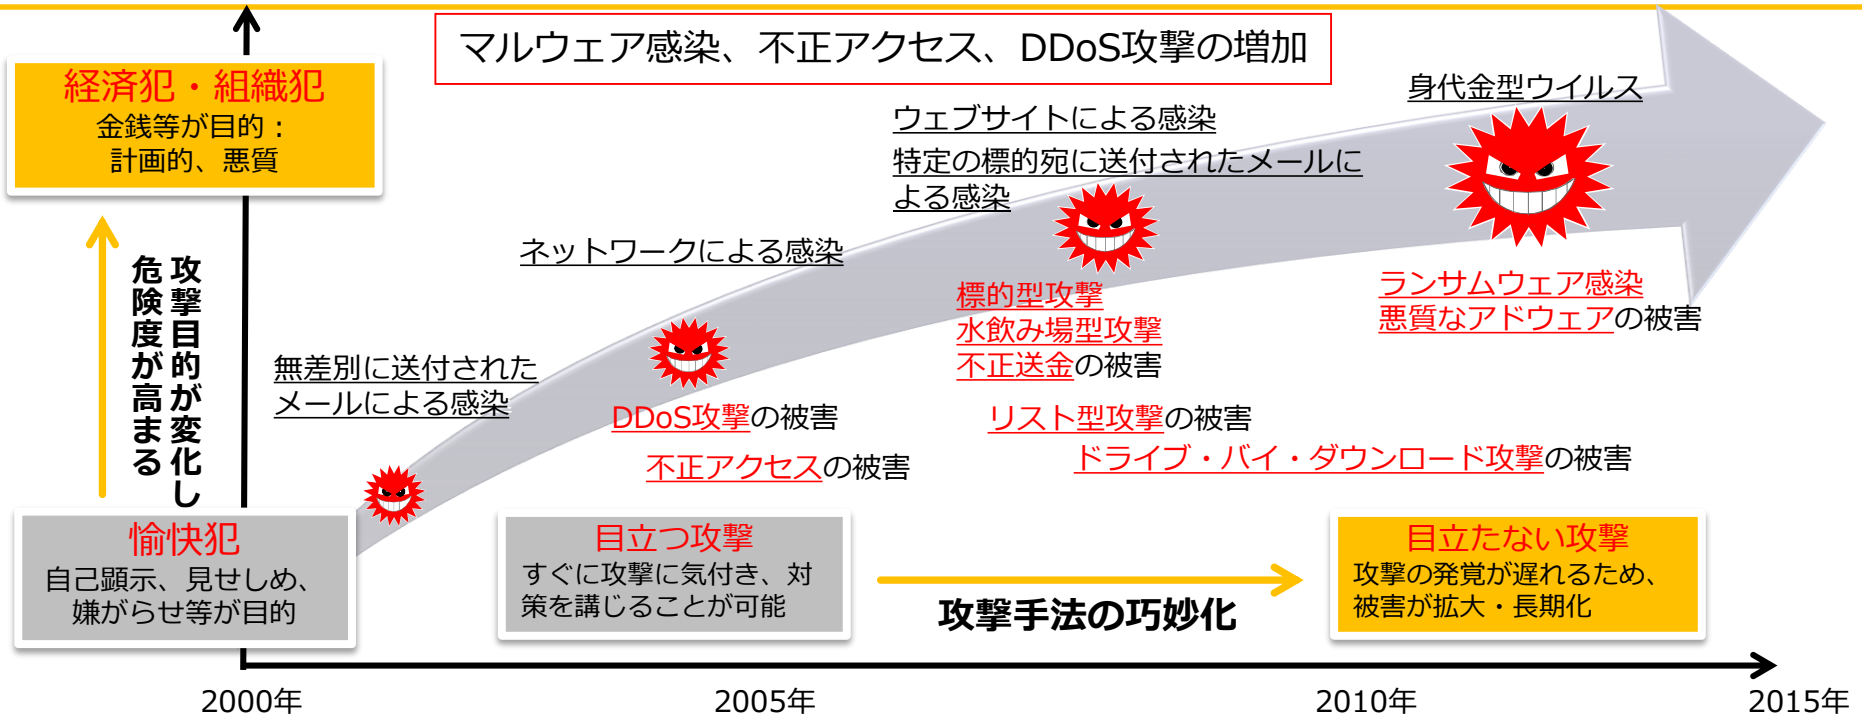 マルウェア感染、不正アクセス、DDoS攻撃の増加
経済犯・組織犯
金銭等が目的：
計画的、悪質
攻撃目的が変化し
危険度が高まる
愉快犯
自己顕示、見せしめ、
嫌がらせ等が目的
無差別に送付された
メールによる感染
ネットワークによる感染
DDoS攻撃の被害
不正アクセスの被害
ウェブサイトによる感染
特定の標的宛に送付されたメールに
よる感染
標的型攻撃
水飲み場型攻撃
不正送金の被害
リスト型攻撃の被害
ドライブ・バイ・ダウンロード攻撃の被害
身代金型ウイルス
ランサムウェア感染
悪質なアドウェアの被害
目立つ攻撃
すぐに攻撃に気付き、対
策を講じることが可能
攻撃手法の巧妙化
目立たない攻撃
攻撃の発覚が遅れるため、
被害が拡大・長期化
2000年
2005年
2010年
2015年